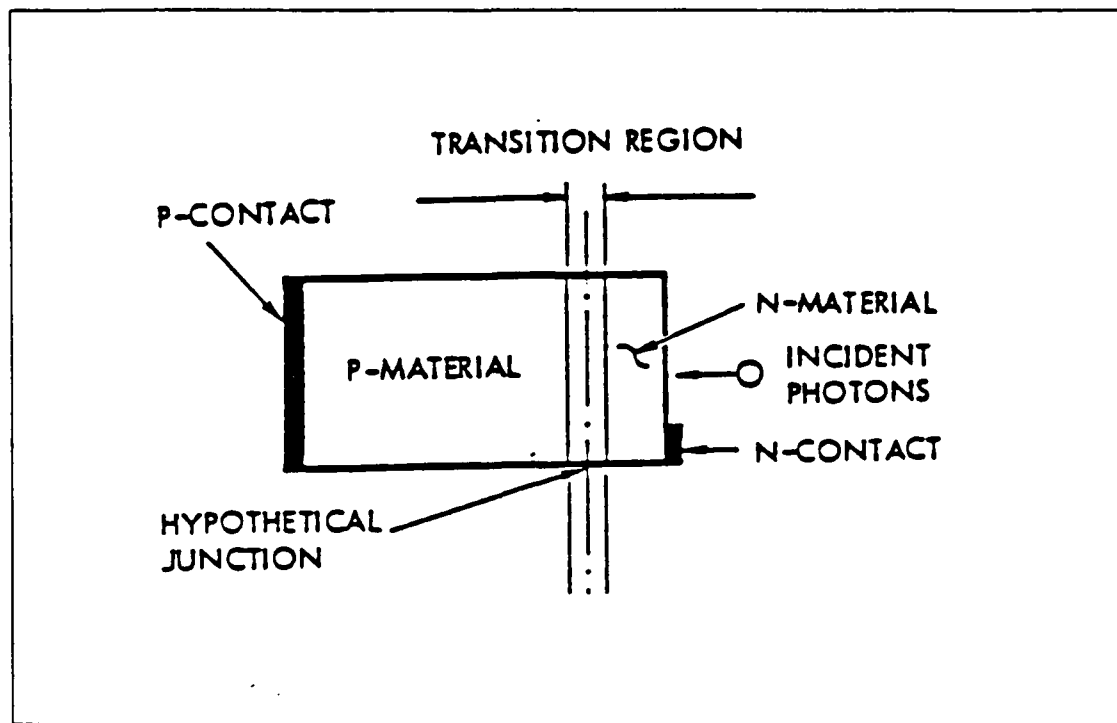 TRANSITION REGION
P-CONTACT
N-MATERIAL
P-MATERIAL
INCIDENT
PHOTONS
N-CONTACT
HYPOTHETICAL
JUNCTION